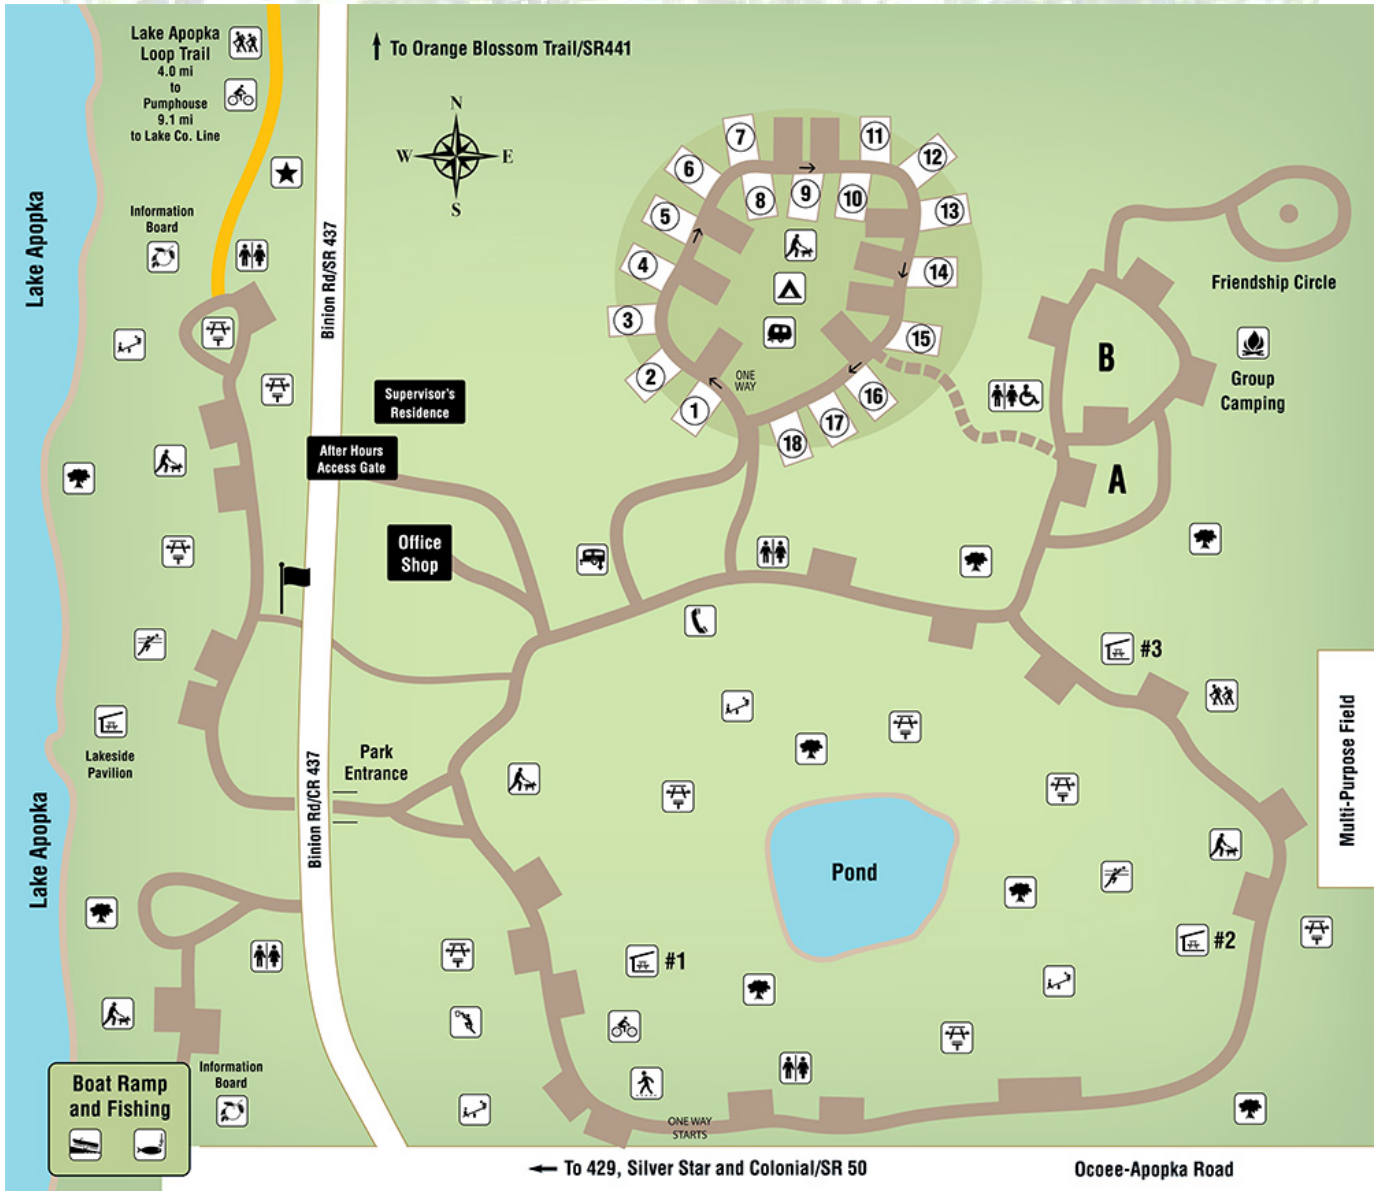 Lake Apopka
Loop Trail
4.0 mi
to
Pumphouse
9.1 mi
to Lake Co. Line
To Orange Blossom Trail/SR441
N
W
E
S
Information
Board
Lake Apopka
Binion Rd/SR 437
1
2
3
4
5
6
7
8
9
10
11
12
13
14
15
16
17
18
ONE
WAY
Friendship Circle
Group
Camping
B
A
Supervisor's
Residence
After Hours
Access Gate
Office
Shop
#3
Multi-Purpose Field
Lakeside
Pavilion
Park
Entrance
Binion Rd/CR 437
Lake Apopka
Pond
#1
#2
Information
Board
Boat Ramp
and Fishing
ONE WAY
STARTS
To 429, Silver Star and Colonial/SR 50
Ocoee-Apopka Road